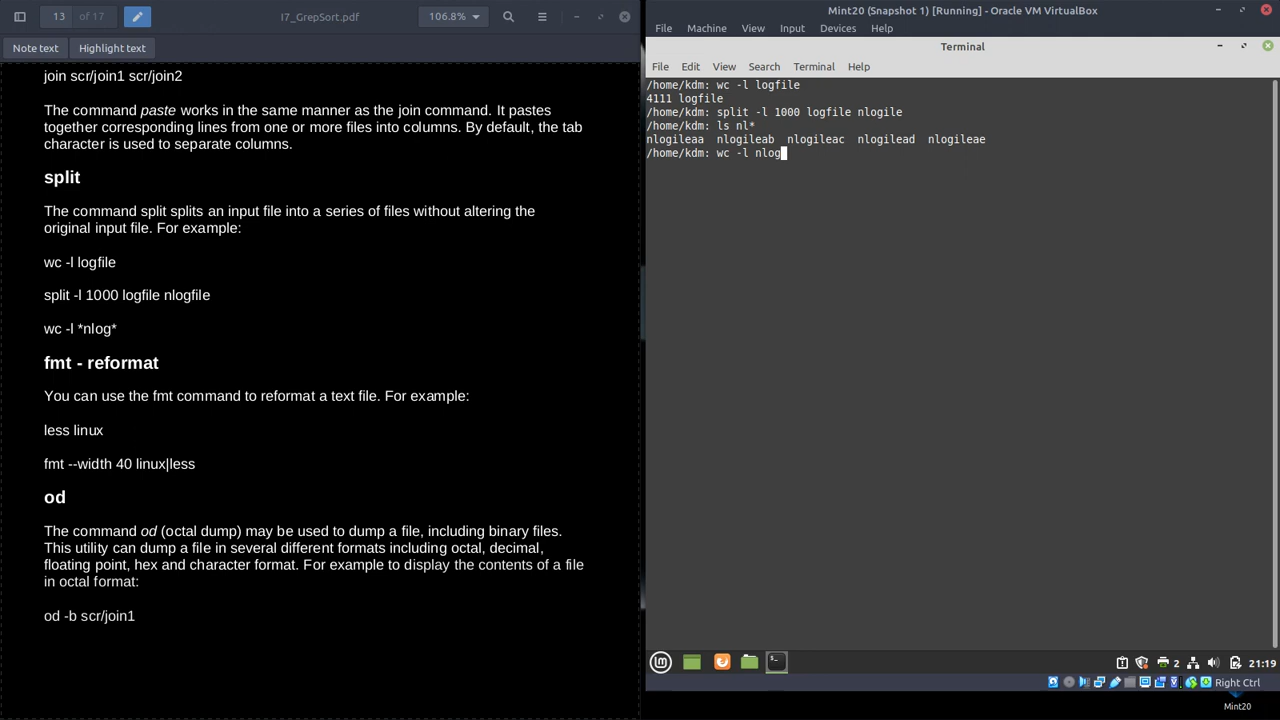 13 of 17
I7_GrepSort.pdf
106.8%
Note text
Highlight text
join scr/join1 scr/join2
The command paste works in the same manner as the join command. It pastes
together corresponding lines from one or more files into columns. By default, the tab
character is used to separate columns.
split
The command split splits an input file into a series of files without altering the
original input file. For example:
wc -l logfile
split -l 1000 logfile nlogfile
wc -l *nlog*
fmt - reformat
You can use the fmt command to reformat a text file. For example:
less linux
fmt --width 40 linux|less
od
The command od (octal dump) may be used to dump a file, including binary files.
This utility can dump a file in several different formats including octal, decimal,
floating point, hex and character format. For example to display the contents of a file
in octal format:
od -b scr/join1
Mint20 (Snapshot 1) [Running] - Oracle VM VirtualBox
File Machine View Input Devices Help
Terminal
File Edit View Search Terminal Help
/home/kdm: wc -l logfile
4111 logfile
/home/kdm: split -l 1000 logfile nlogile
/home/kdm: ls nl*
nlogileaa nlogileab nlogileac nlogilead nlogileae
/home/kdm: wc -l nlog
2
21:19
Right Ctrl
Mint20